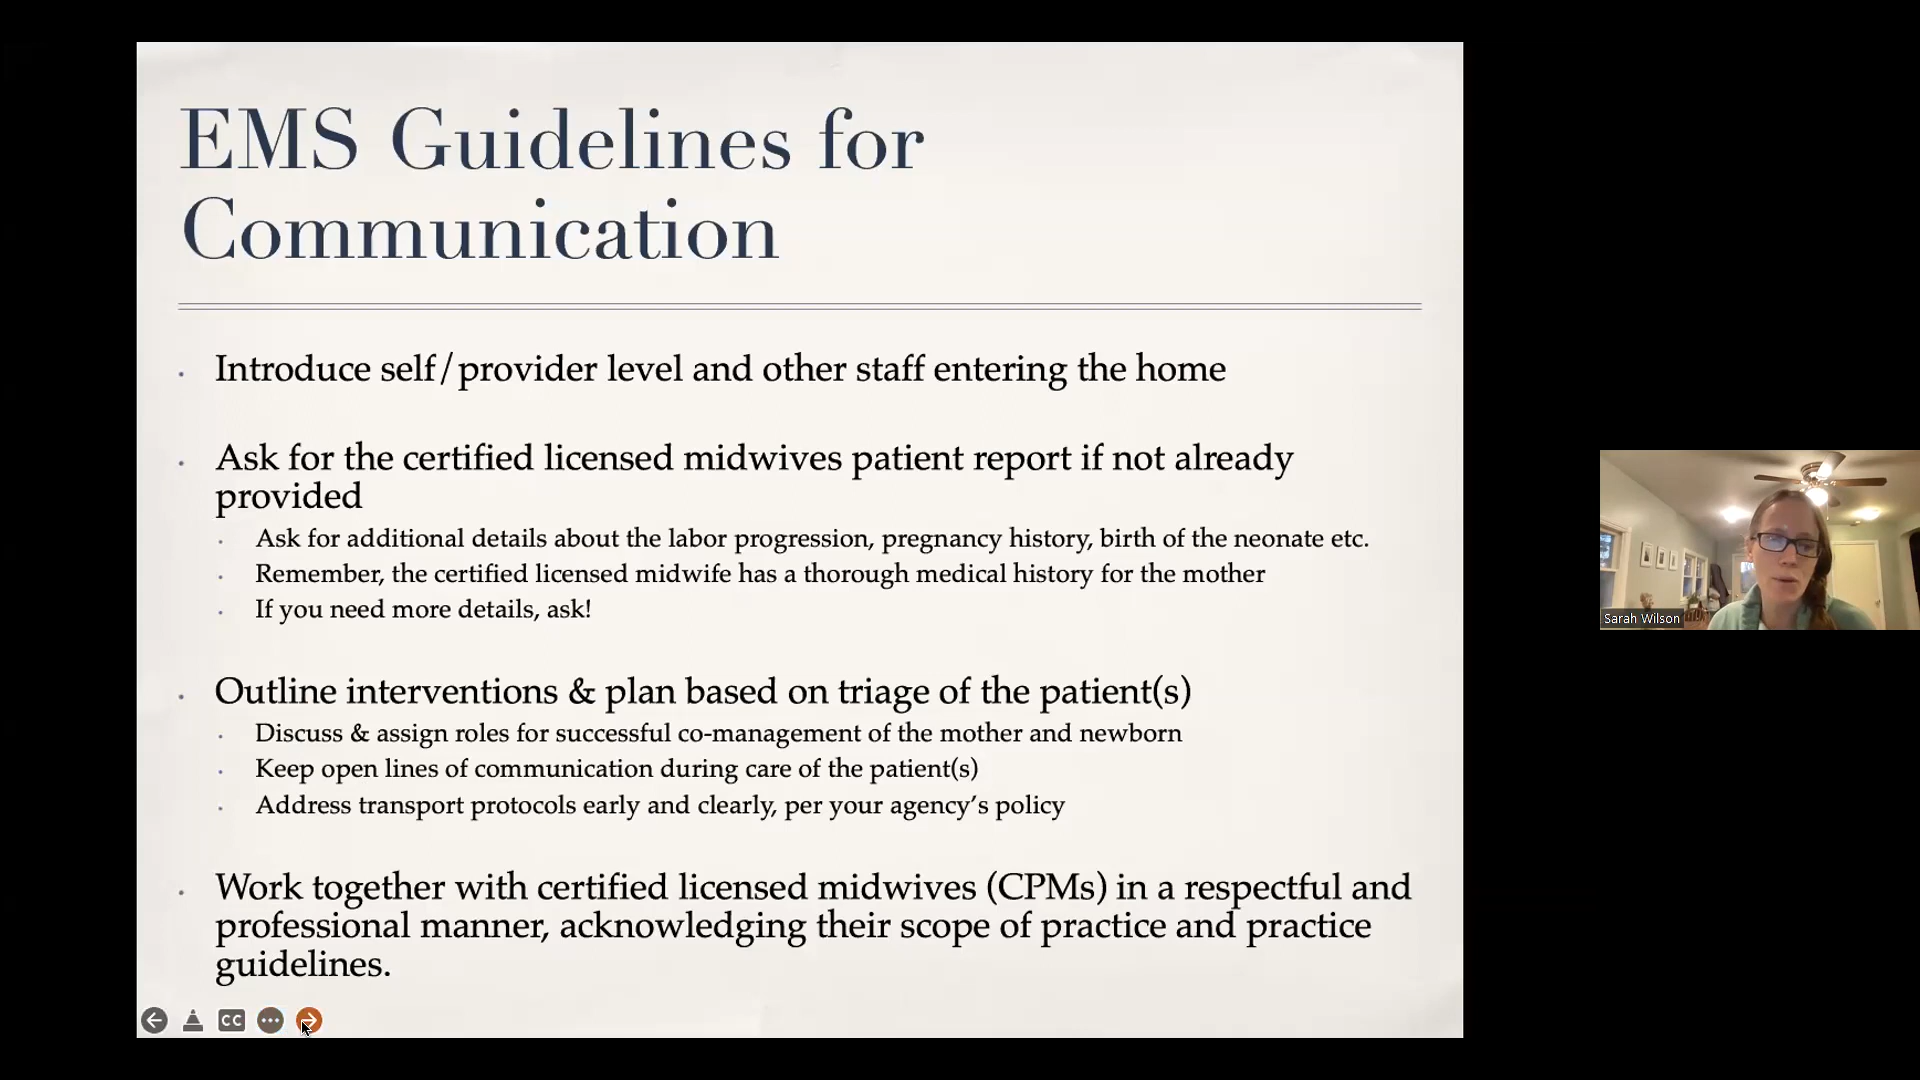 EMS Guidelines for
Communication
Introduce self/provider level and other staff entering the home
Ask for the certified licensed midwives patient report if not already
provided
Ask for additional details about the labor progression, pregnancy history, birth of the neonate etc.
Remember, the certified licensed midwife has a thorough medical history for the mother
If you need more details, ask!
Outline interventions & plan based on triage of the patient(s)
Discuss & assign roles for successful co-management of the mother and newborn
Keep open lines of communication during care of the patient(s)
Address transport protocols early and clearly, per your agency’s policy
Work together with certified licensed midwives (CPMs) in a respectful and
professional manner, acknowledging their scope of practice and practice
guidelines.
CC
Sarah Wilson